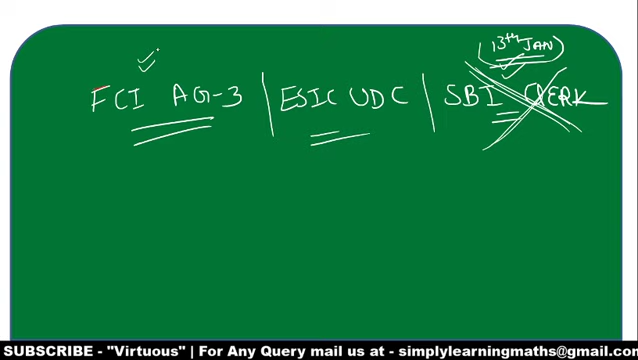 (13th JAN)
FCI AG-3 | ESIC UDC | SBI CLERK
SUBSCRIBE - "Virtuous" | For Any Query mail us at - simplylearningmaths@gmail.com